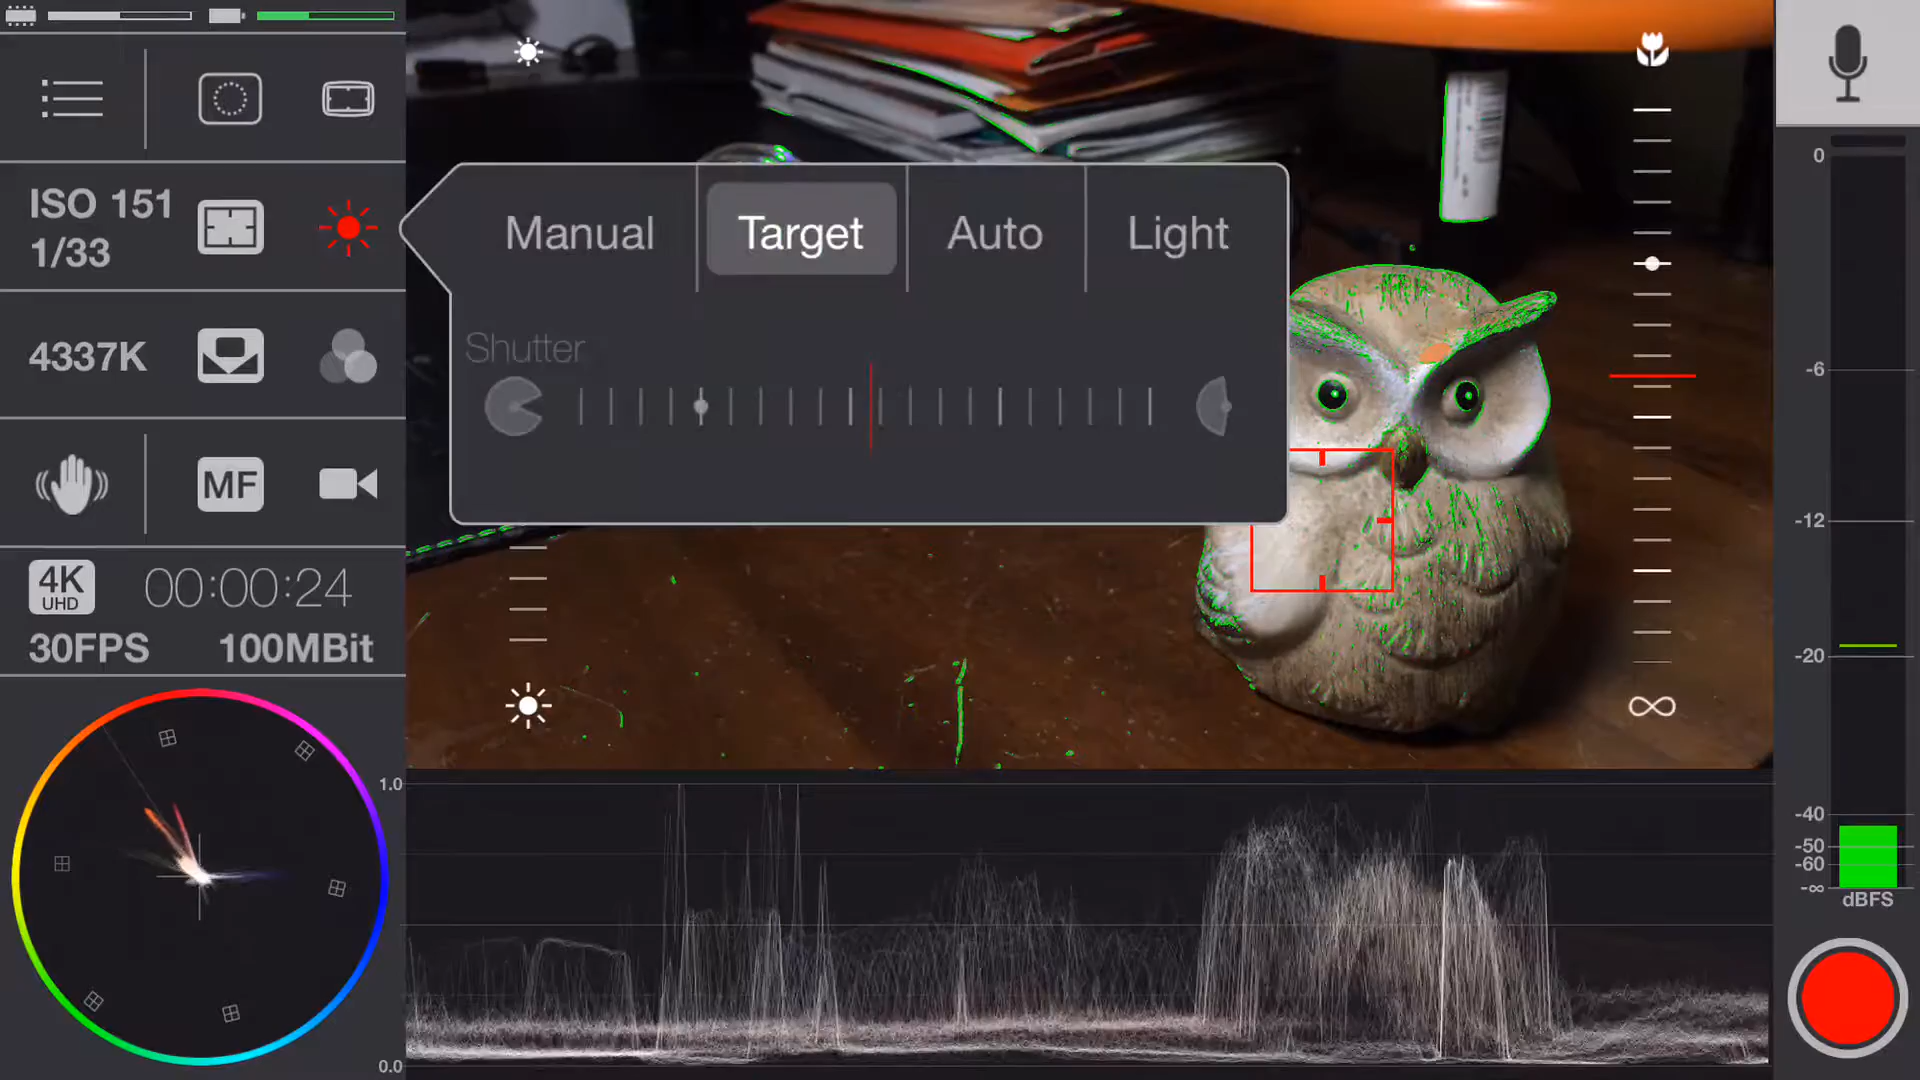 ISO 151
1/33
4337K
MF
4K
UHD
00:00:24
30FPS 100MBit
Manual Target Auto Light
Shutter
∞
1.0
0.0
0
-6
-12
-20
-40
-50
-60
-∞
dBFS